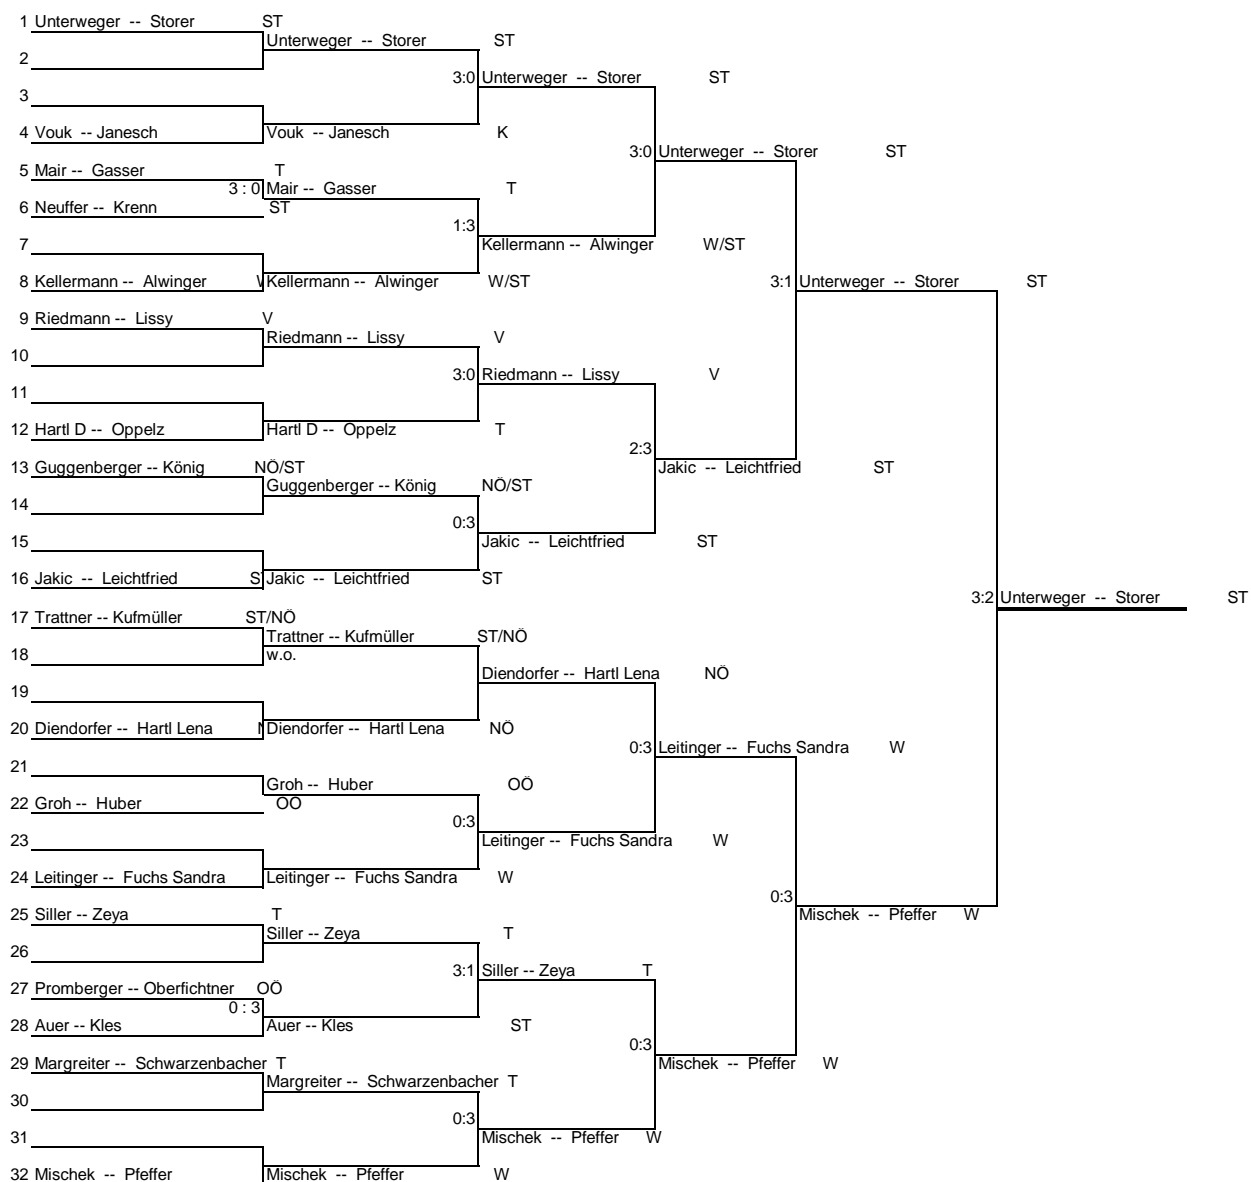 1 Unterweger -- Storer ST
Unterweger -- Storer ST
2
3:0 Unterweger -- Storer ST
3
4 Vouk -- Janesch Vouk -- Janesch K
3:0 Unterweger -- Storer ST
5 Mair -- Gasser T
3 : 0 Mair -- Gasser T
6 Neuffer -- Krenn ST
1:3
7 Kellermann -- Alwinger W/ST
8 Kellermann -- Alwinger Kellermann -- Alwinger W/ST
3:1 Unterweger -- Storer ST
9 Riedmann -- Lissy V
Riedmann -- Lissy V
10
3:0 Riedmann -- Lissy V
11
12 Hartl D -- Oppelz Hartl D -- Oppelz T
2:3
13 Guggenberger -- König NÖ/ST Jakic -- Leichtfried ST
Guggenberger -- König NÖ/ST
14
0:3
15 Jakic -- Leichtfried ST
16 Jakic -- Leichtfried S Jakic -- Leichtfried ST
3:2 Unterweger -- Storer ST
17 Trattner -- Kufmüller ST/NÖ
Trattner -- Kufmüller ST/NÖ
18 w.o.
Diendorfer -- Hartl Lena NÖ
19
20 Diendorfer -- Hartl Lena Diendorfer -- Hartl Lena NÖ
0:3 Leitinger -- Fuchs Sandra W
21
Groh -- Huber OÖ
22 Groh -- Huber OÖ
0:3
23 Leitinger -- Fuchs Sandra W
24 Leitinger -- Fuchs Sandra Leitinger -- Fuchs Sandra W
0:3
25 Siller -- Zeya T Mischek -- Pfeffer W
Siller -- Zeya T
26
3:1 Siller -- Zeya T
27 Promberger -- Oberfichtner OÖ
0 : 3
28 Auer -- Kles Auer -- Kles ST
0:3
29 Margreiter -- Schwarzenbacher T Mischek -- Pfeffer W
Margreiter -- Schwarzenbacher T
30
0:3
31 Mischek -- Pfeffer W
32 Mischek -- Pfeffer Mischek -- Pfeffer W